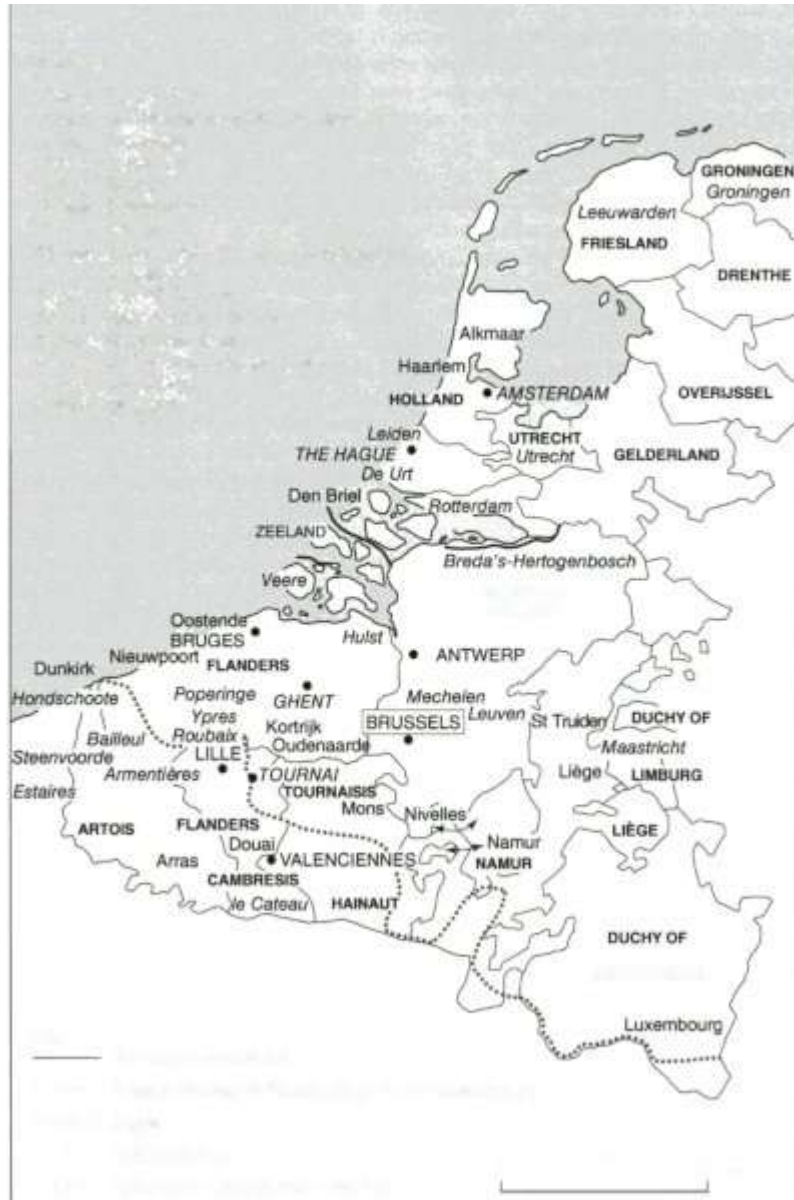 GRONINGEN
Groningen
Leeuwarden
FRIESLAND
DRENTHE
Alkmaar
Haarlem
HOLLAND
AMSTERDAM
OVERIJSSEL
Leiden
UTRECHT
THE HAGUE
Utrecht
GELDERLAND
De Urt
Den Briel
Rotterdam
ZEELAND
Breda's-Hertogenbosch
Veere
Oostende
BRUGES
Hulst
Nieuwpoort
FLANDERS
ANTWERP
Dunkirk
Hondschoote
Poperinge
GHENT
Mechelen
Ypres
Leuven
Bailleul
Roubaix
Kortrijk
BRUSSELS
St Truiden
DUCHY OF
Steenvoorde
LILLE
Oudenaarde
Maastricht
Armentières
TOURNAI
Liège
LIMBURG
Estaires
TOURNAISIS
Mons
Nivelles
ARTOIS
FLANDERS
LIÈGE
Douai
Namur
Arras
VALENCIENNES
NAMUR
CAMBRESIS
le Cateau
HAINAUT
DUCHY OF
Luxembourg